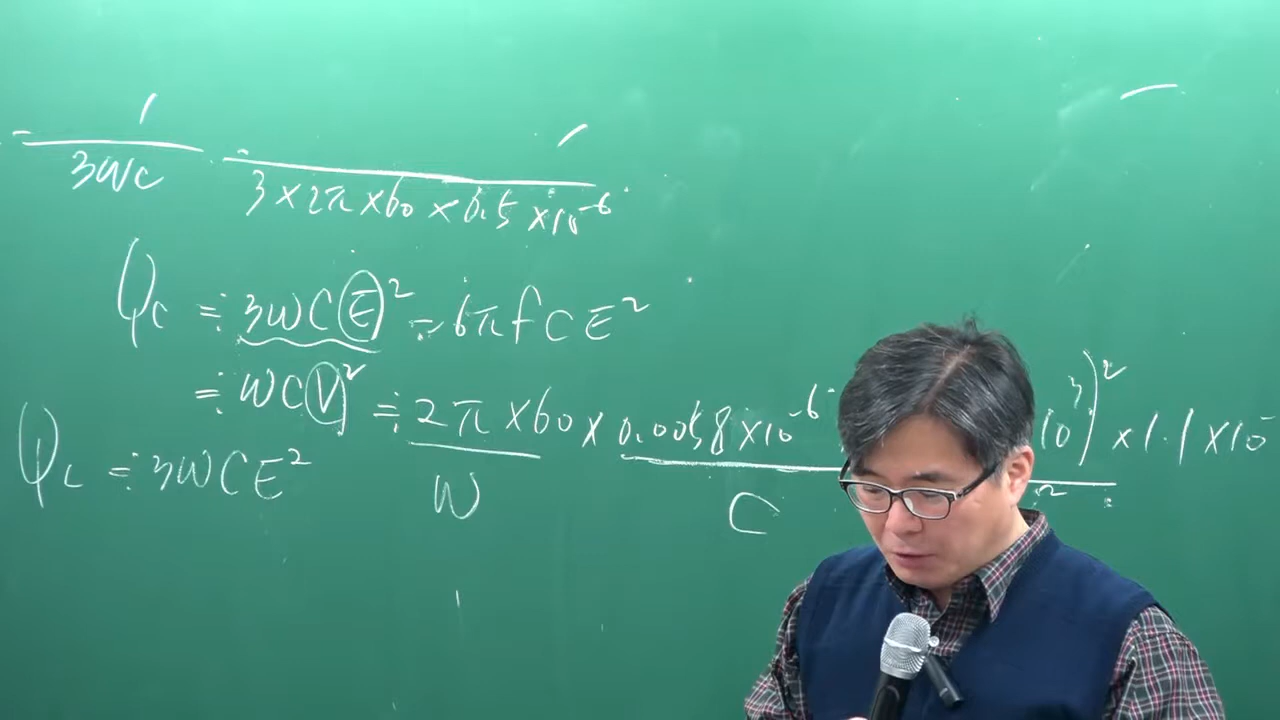 = 1/3ωC = 1/3×2π×60×0.5×10⁻⁶
Qc = 3ωCE² = 6πfCE²
= ωCV² = 2π×60×0.0058×10⁻⁶ 10³)²×1.1×10⁻
ω C
Qc = 3ωCE²